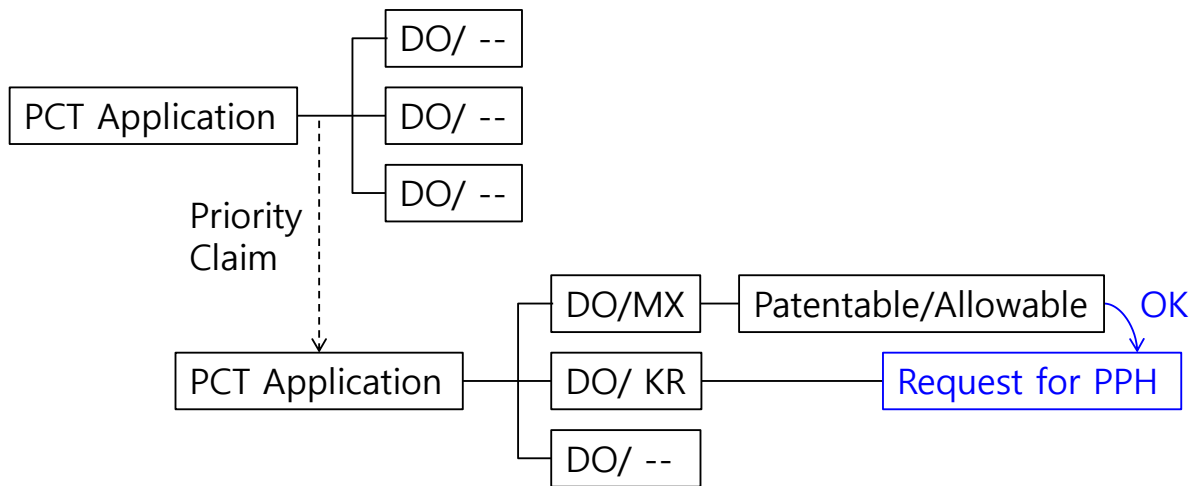 DO/ --
PCT Application
DO/ --
DO/ --
Priority
Claim
DO/MX
Patentable/Allowable
OK
PCT Application
DO/ KR
Request for PPH
DO/ --